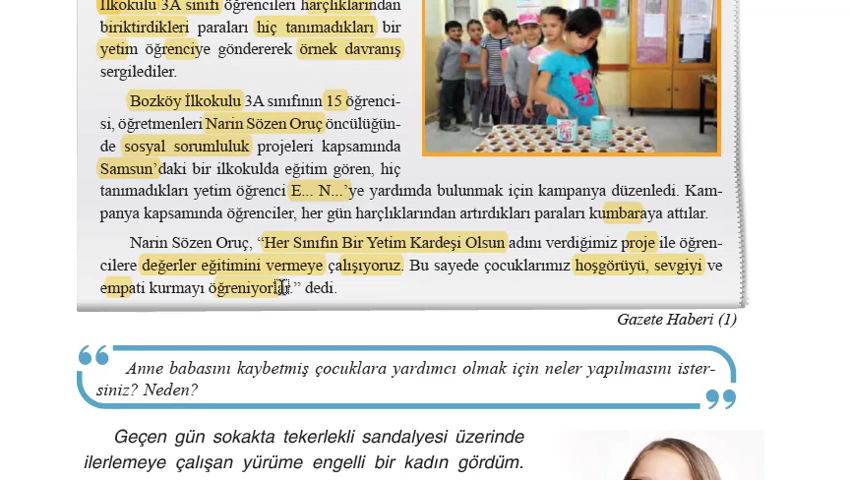 İlkokulu 3A sınıfı öğrencileri harçlıklarından
biriktirdikleri paraları hiç tanımadıkları bir
yetim öğrenciye göndererek örnek davranış
sergilediler.
Bozköy İlkokulu 3A sınıfının 15 öğrenci-
si, öğretmenleri Narin Sözen Oruç öncülüğün-
de sosyal sorumluluk projeleri kapsamında
Samsun’daki bir ilkokulda eğitim gören, hiç
tanımadıkları yetim öğrenci E... N...’ye yardımda bulunmak için kampanya düzenledi. Kam-
panya kapsamında öğrenciler, her gün harçlıklarından artırdıkları paraları kumbaraya attılar.
Narin Sözen Oruç, “Her Sınıfın Bir Yetim Kardeşi Olsun adını verdiğimiz proje ile öğren-
cilere değerler eğitimini vermeye çalışıyoruz. Bu sayede çocuklarımız hoşgörüyü, sevgiyi ve
empati kurmayı öğreniyorlar.” dedi.
Gazete Haberi (1)
Anne babasını kaybetmiş çocuklara yardımcı olmak için neler yapılmasını ister-
siniz? Neden?
Geçen gün sokakta tekerlekli sandalyesi üzerinde
ilerlemeye çalışan yürüme engelli bir kadın gördüm.